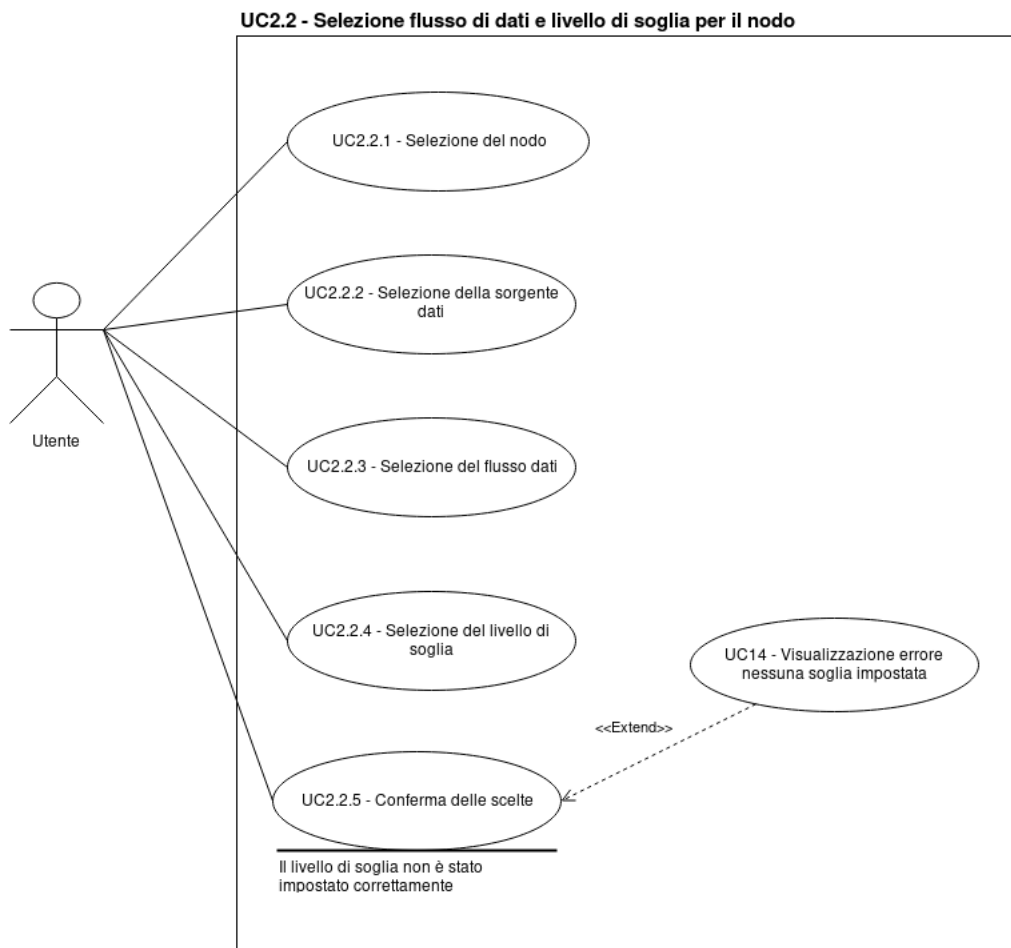 UC2.2 - Selezione flusso di dati e livello di soglia per il nodo
UC2.2.1 - Selezione del nodo
UC2.2.2 - Selezione della sorgente
dati
Utente
UC2.2.3 - Selezione del flusso dati
UC2.2.4 - Selezione del livello di
soglia
UC14 - Visualizzazione errore
nessuna soglia impostata
<<Extend>>
UC2.2.5 - Conferma delle scelte
Il livello di soglia non è stato
impostato correttamente